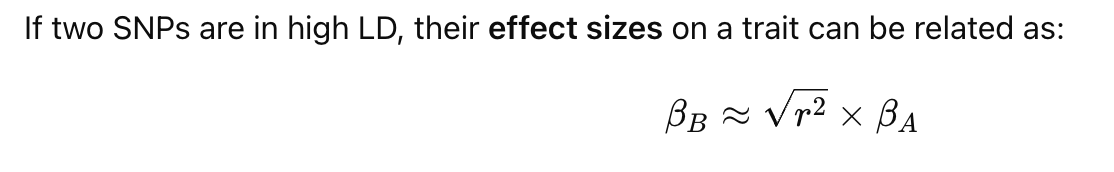 If two SNPs are in high LD, their effect sizes on a trait can be related as:
β_B ≈ √r² × β_A